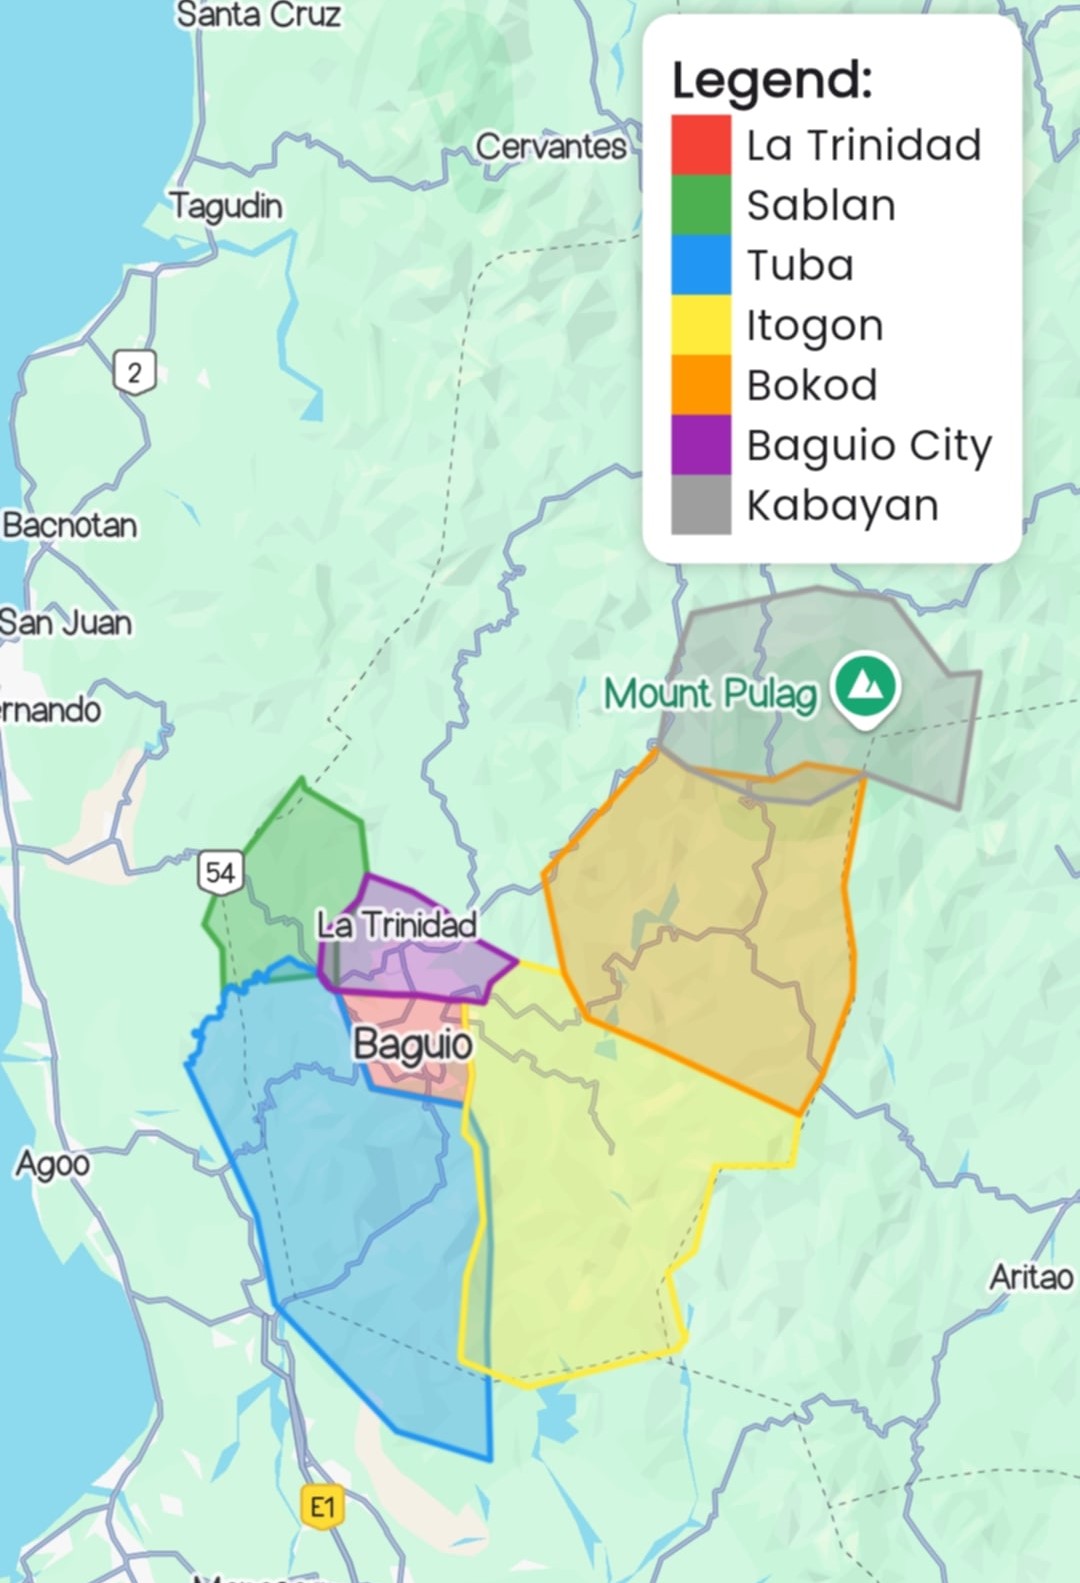 Santa Cruz
Legend:
La Trinidad
Sablan
Tuba
Itogon
Bokod
Baguio City
Kabayan
Cervantes
Tagudin
2
Bacnotan
San Juan
rnando
Mount Pulag
54
La Trinidad
Baguio
Agoo
Aritao
E1